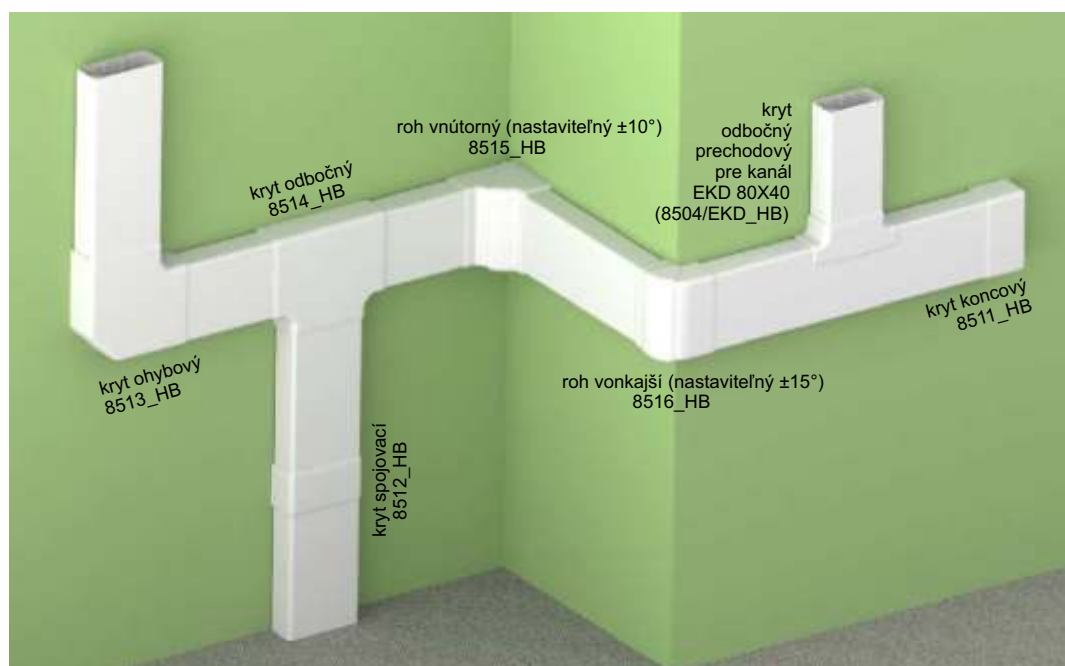 roh vnútorný (nastaviteľný ±10°)
8515_HB
kryt odbočný
8514_HB
kryt
odbočný
prechodový
pre kanál
EKD 80X40
(8504/EKD_HB)
kryt koncový
8511_HB
kryt ohybový
8513_HB
roh vonkajší (nastaviteľný ±15°)
8516_HB
kryt spojovací
8512_HB